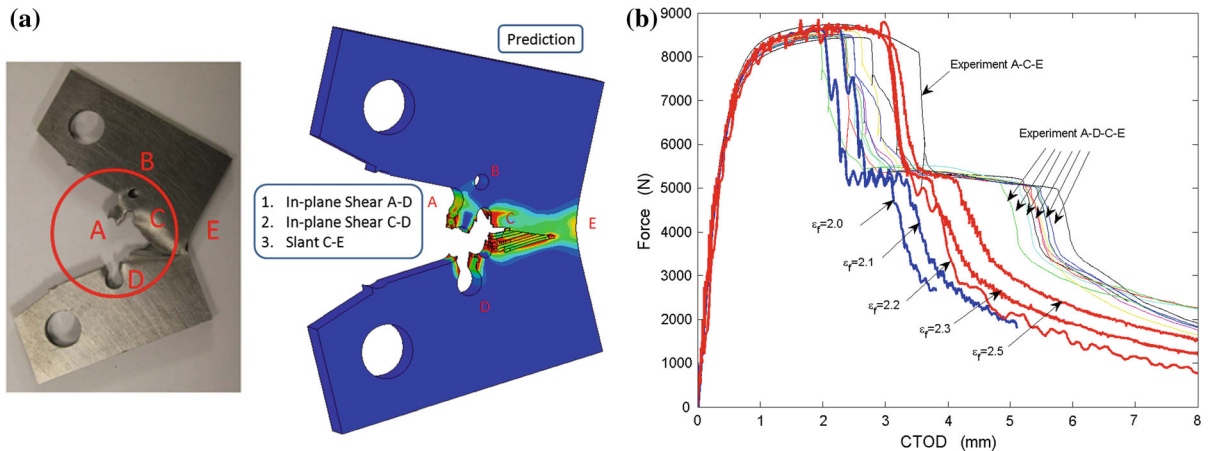 (a)
A
B
C
D
E
Prediction
1. In-plane Shear A-D
2. In-plane Shear C-D
3. Slant C-E
A
B
C
D
E
(b)
9000
8000
7000
6000
5000
4000
3000
2000
1000
0
Force (N)
0 1 2 3 4 5 6 7 8
CTOD (mm)
Experiment A-C-E
Experiment A-D-C-E
εf=2.0
εf=2.1
εf=2.2
εf=2.3
εf=2.5